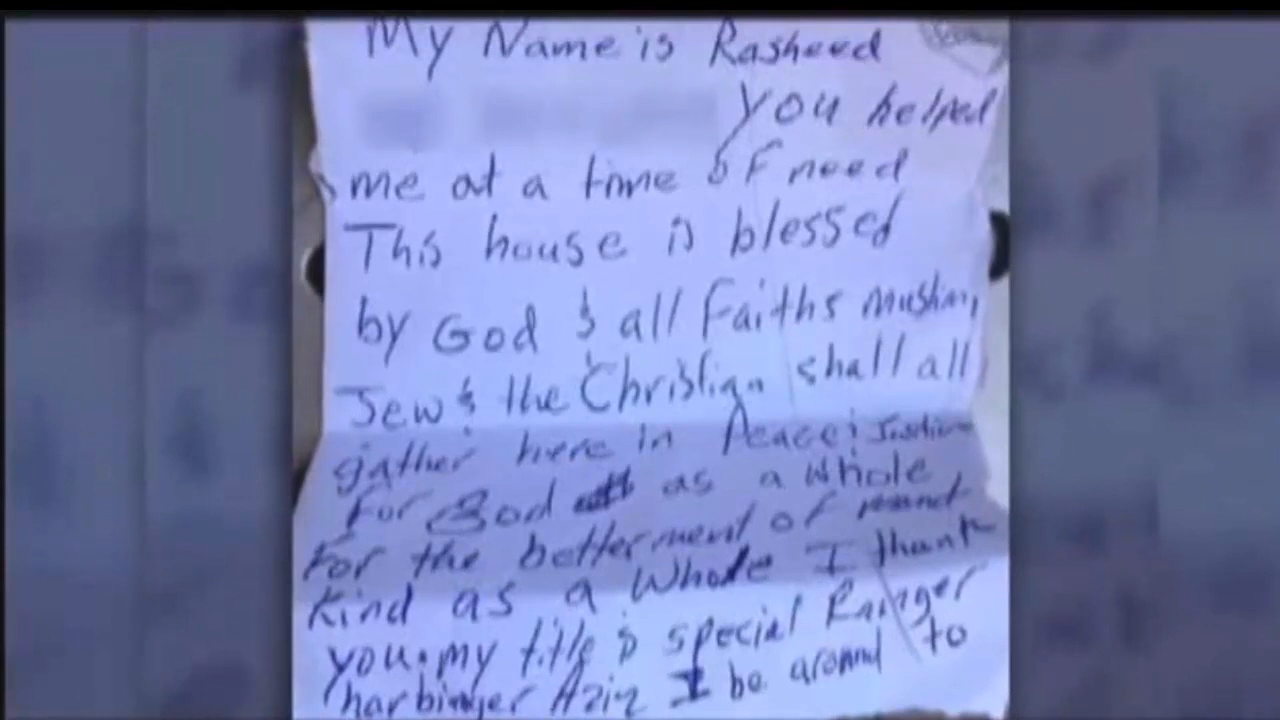 My Name is Rasheed
you helped
me at a time of need
This house is blessed
by God & all Faiths Muslim,
Jew & the Christian shall all
gather here in Peace & Justice
For God as a whole
For the betterment of
Kind as a Whole I thank
you. my title is special Rainger
harbinger Aziz I be around to